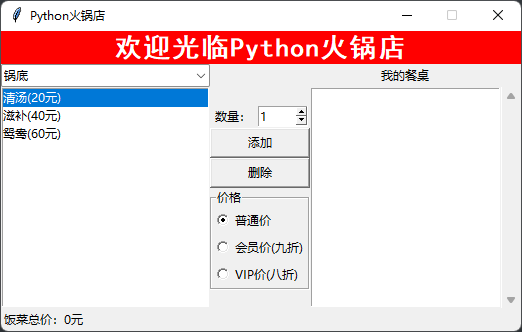 Python火锅店
欢迎光临Python火锅店
锅底
我的餐桌
清汤(20元)
滋补(40元)
鸳鸯(60元)
数量:
1
添加
删除
价格
普通价
会员价(九折)
VIP价(八折)
饭菜总价：0元